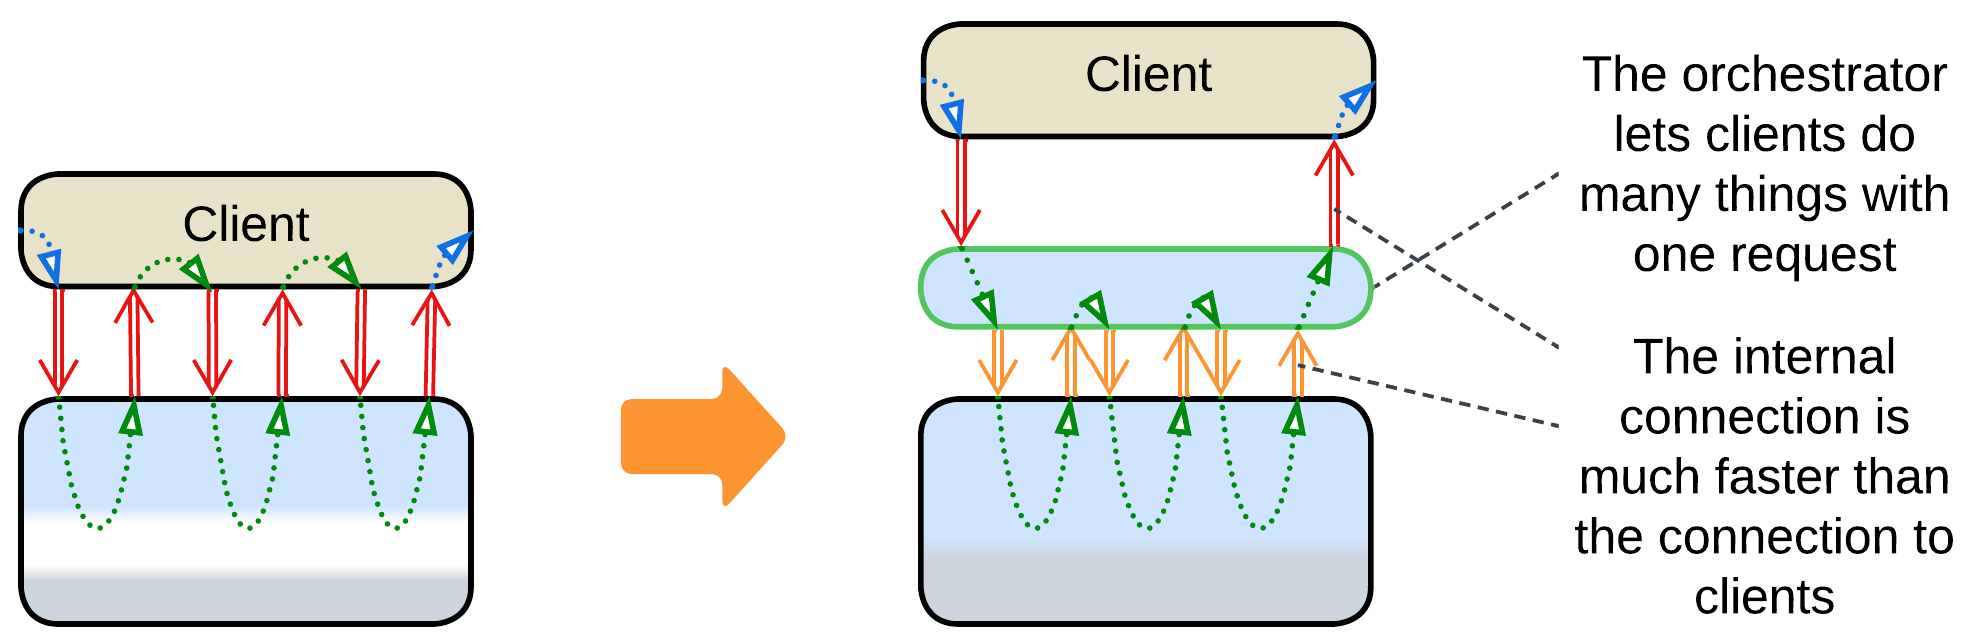 Client
Client
The orchestrator
lets clients do
many things with
one request
The internal
connection is
much faster than
the connection to
clients